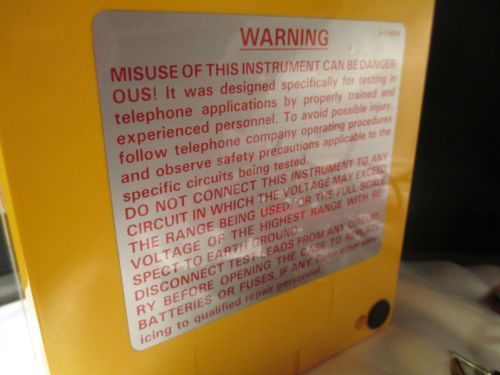 WARNING
MISUSE OF THIS INSTRUMENT CAN BE DANGER-
OUS! It was designed specifically for testing in
telephone applications by properly trained and
experienced personnel. To avoid possible injury,
follow telephone company operating procedures
and observe safety precautions applicable to the
specific circuits being tested.
DO NOT CONNECT THIS INSTRUMENT TO ANY
CIRCUIT IN WHICH THE VOLTAGE MAY EXCEED
THE RANGE BEING USED, OR THE FULL SCALE
VOLTAGE OF THE HIGHEST RANGE WITH RE-
SPECT TO EARTH GROUND.
DISCONNECT TEST LEADS FROM ANY CIRCUIT
BEFORE OPENING THE CASE TO
BATTERIES OR FUSES, IF ANY. Refer other serv-
icing to qualified repair personnel.